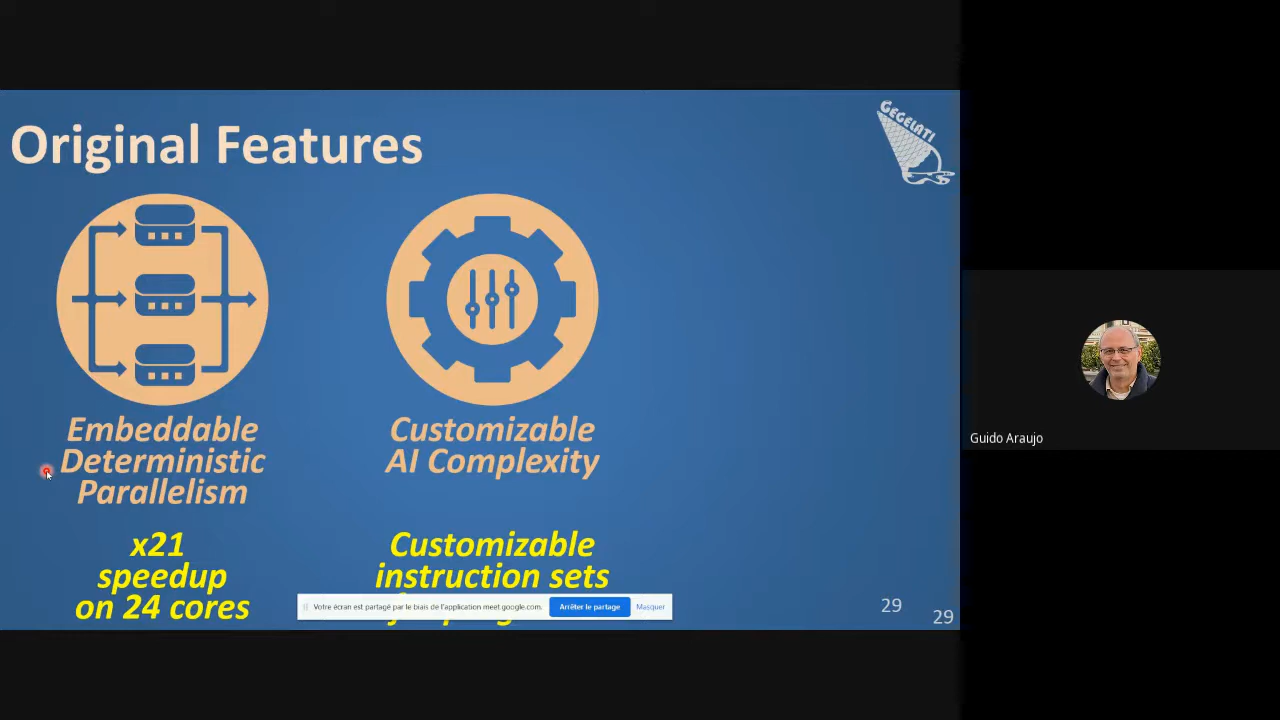 Original Features
GEGELATI
Embeddable
Deterministic
Parallelism
Customizable
AI Complexity
x21
speedup
on 24 cores
Customizable
instruction sets
Votre écran est partagé par le biais de l'application meet.google.com.
Arrêter le partage
Masquer
29
29
Guido Araujo